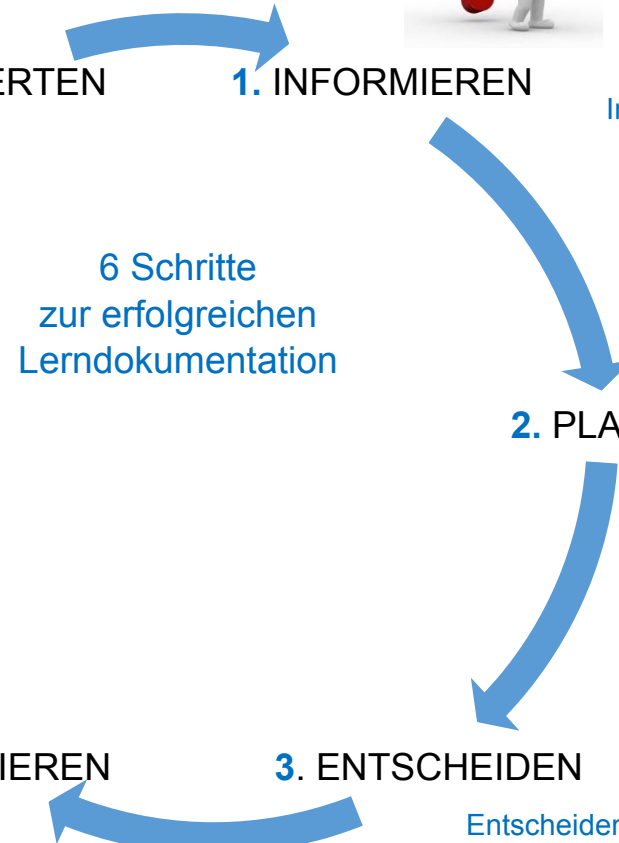 ERTEN
1. INFORMIEREN
6 Schritte
zur erfolgreichen
Lerndokumentation
2. PLA
IEREN
3. ENTSCHEIDEN
Entscheiden